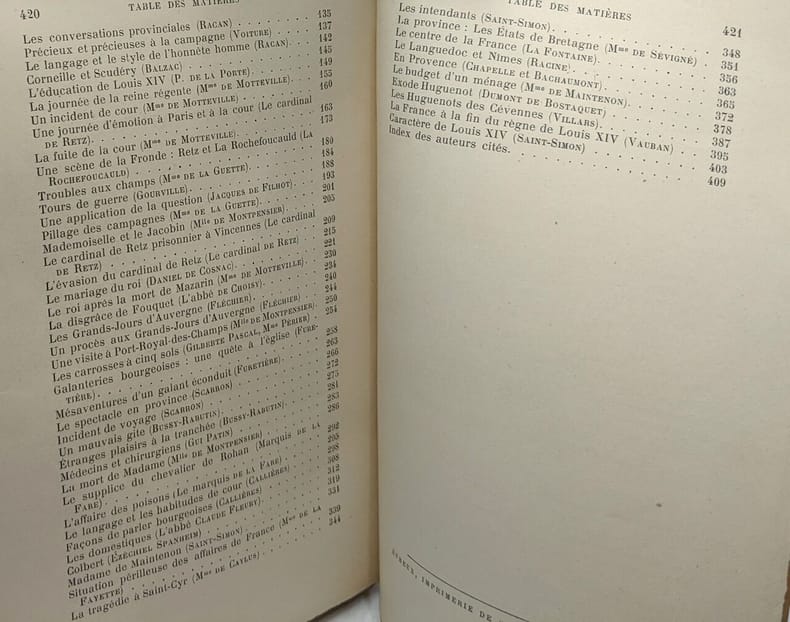 420 TABLE DES MATIÈRES
Les conversations provinciales (RACAN) . . . . . . 135
Précieux et précieuses à la campagne (VOITURE) . . . 137
Le langage et le style de l'honnête homme (RACAN). . 142
Corneille et Scudéry (BALZAC) . . . . . . 145
L'éducation de Louis XIV (P. DE LA PORTE) . . . 149
La journée de la reine régente (Mme DE MOTTEVILLE). . 155
Un incident de cour (Mme DE MOTTEVILLE) . . . . 160
Une journée d'émotion à Paris et à la cour (Le cardinal
DE RETZ). . . . . . 163
La fuite de la cour (Mme DE MOTTEVILLE). . . . 173
Une scène de la Fronde : Retz et La Rochefoucauld (LA
ROCHEFOUCAULD) . . . . . . 180
Troubles aux champs (Mme DE LA GUETTE). . . . 184
Tours de guerre (GOURVILLE). . . . . 188
Une application de la question (JACQUES DE FILHOT) . . 193
Pillage des campagnes (Mme DE LA GUETTE). . . . 201
Mademoiselle et le Jacobin (Mlle DE MONTPENSIER). . 205
Le cardinal de Retz prisonnier à Vincennes (Le cardinal
DE RETZ) . . . . . . 209
L'évasion du cardinal de Retz (Le cardinal DE RETZ) . . 215
Le mariage du roi (DANIEL DE COSNAC). . . . 221
Le roi après la mort de Mazarin (Mme DE MOTTEVILLE). . 230
La disgrâce de Fouquet (L'abbé DE CHOISY) . . . 234
Les Grands-Jours d'Auvergne (FLÉCHIER) . . . 240
Un procès aux Grands-Jours d'Auvergne (FLÉCHIER) . . 244
Une visite à Port-Royal-des-Champs (Mlle DE MONTPENSIER). 250
Les carrosses à cinq sols (GILBERTE PASCAL, Mme PÉRIER) . 254
Galanteries bourgeoises : une quête à l'église (FURE-
TIÈRE) . . . . . . 258
Mésaventures d'un galant éconduit (FURETIÈRE). . . 263
Le spectacle en province (SCARRON) . . . . 266
Incident de voyage (SCARRON) . . . . 272
Un mauvais gite (BUSSY-RABUTIN). . . . 275
Étranges plaisirs à la tranchée (BUSSY-RABUTIN). . . 281
Médecins et chirurgiens (GUI PATIN) . . . . 283
La mort de Madame (Mlle DE MONTPENSIER) . . . 286
Le supplice du chevalier de Rohan (Marquis DE LA
FARE) . . . . . . 292
L'affaire des poisons (Le marquis DE LA FARE) . . . 295
Le langage et les habitudes de cour (CALLIÈRES) . . 298
Façons de parler bourgeoises (CALLIÈRES) . . . 308
Les domestiques (L'abbé CLAUDE FLEURY). . . . 312
Colbert (ÉZÉCHIEL SPANHEIM) . . . . 319
Madame de Maintenon (SAINT-SIMON) . . . . 331
Situation périlleuse des affaires de France (Mme DE LA
FAYETTE) . . . . . . 339
La tragédie à Saint-Cyr (Mme DE CAYLUS) . . . . 344
TABLE DES MATIÈRES 421
Les intendants (SAINT-SIMON) . . . . . . 348
La province : Les États de Bretagne (Mme DE SÉVIGNÉ) . 351
Le centre de la France (LA FONTAINE). . . . . 356
Le Languedoc et Nîmes (RACINE). . . . . 363
En Provence (CHAPELLE et BACHAUMONT). . . . 365
Le budget d'un ménage (Mme DE MAINTENON). . . 372
Exode Huguenot (DUMONT DE BOSTAQUET) . . . 378
Les Huguenots des Cévennes (VILLARS). . . . 387
La France à la fin du règne de Louis XIV (VAUBAN) . . 395
Caractère de Louis XIV (SAINT-SIMON) . . . . 403
Index des auteurs cités. . . . . . 409
IMPRIMERIE DE